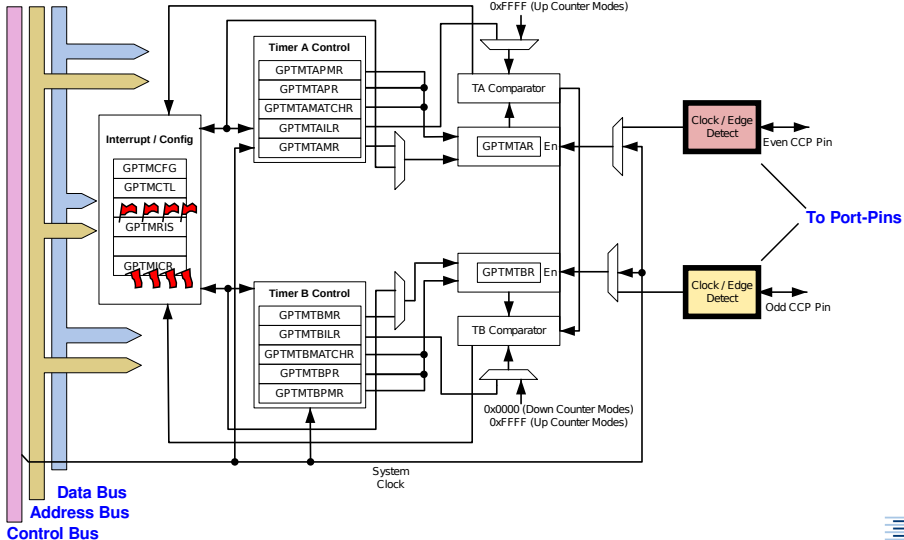 0xFFFF (Up Counter Modes)
Timer A Control
GPTMTAPMR
GPTMTAPR
GPTMTAMATCHR
GPTMTAILR
GPTMTAMR
TA Comparator
GPTMTAR
En
Clock / Edge
Detect
Even CCP Pin
Interrupt / Config
GPTMCFG
GPTMCTL
GPTMRIS
GPTMICR
To Port-Pins
GPTMTBR
En
Clock / Edge
Detect
Odd CCP Pin
Timer B Control
GPTMTBMR
GPTMTBILR
GPTMTBMATCHR
GPTMTBPR
GPTMTBPMR
TB Comparator
0x0000 (Down Counter Modes)
0xFFFF (Up Counter Modes)
System
Clock
Data Bus
Address Bus
Control Bus